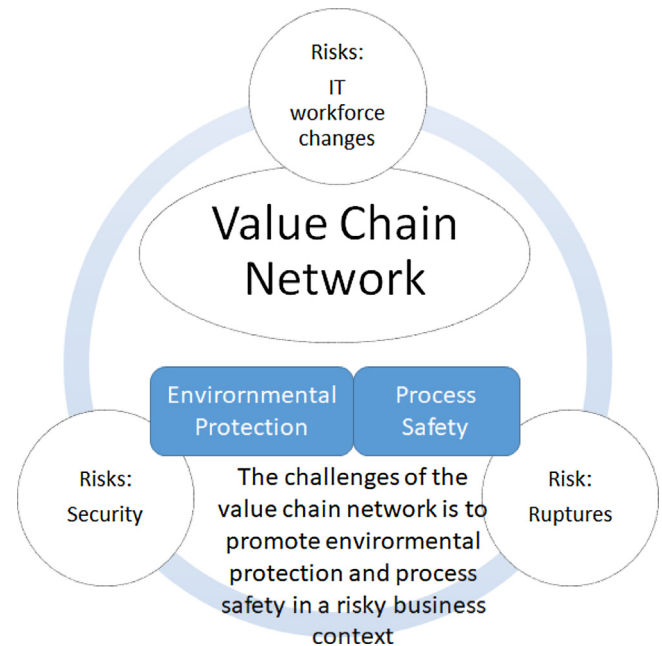 Risks:
IT
workforce
changes
Value Chain
Network
Envirornmental
Protection
Process
Safety
Risks:
Security
The challenges of the
value chain network is to
promote envirormental
protection and process
safety in a risky business
context
Risk:
Ruptures